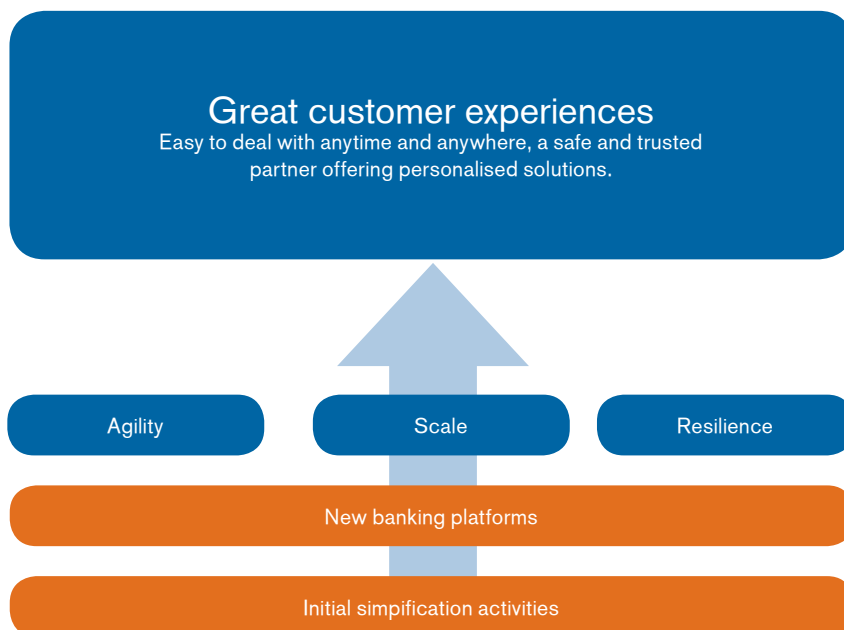 Great customer experiences
Easy to deal with anytime and anywhere, a safe and trusted
partner offering personalised solutions.
Agility
Scale
Resilience
New banking platforms
Initial simpification activities